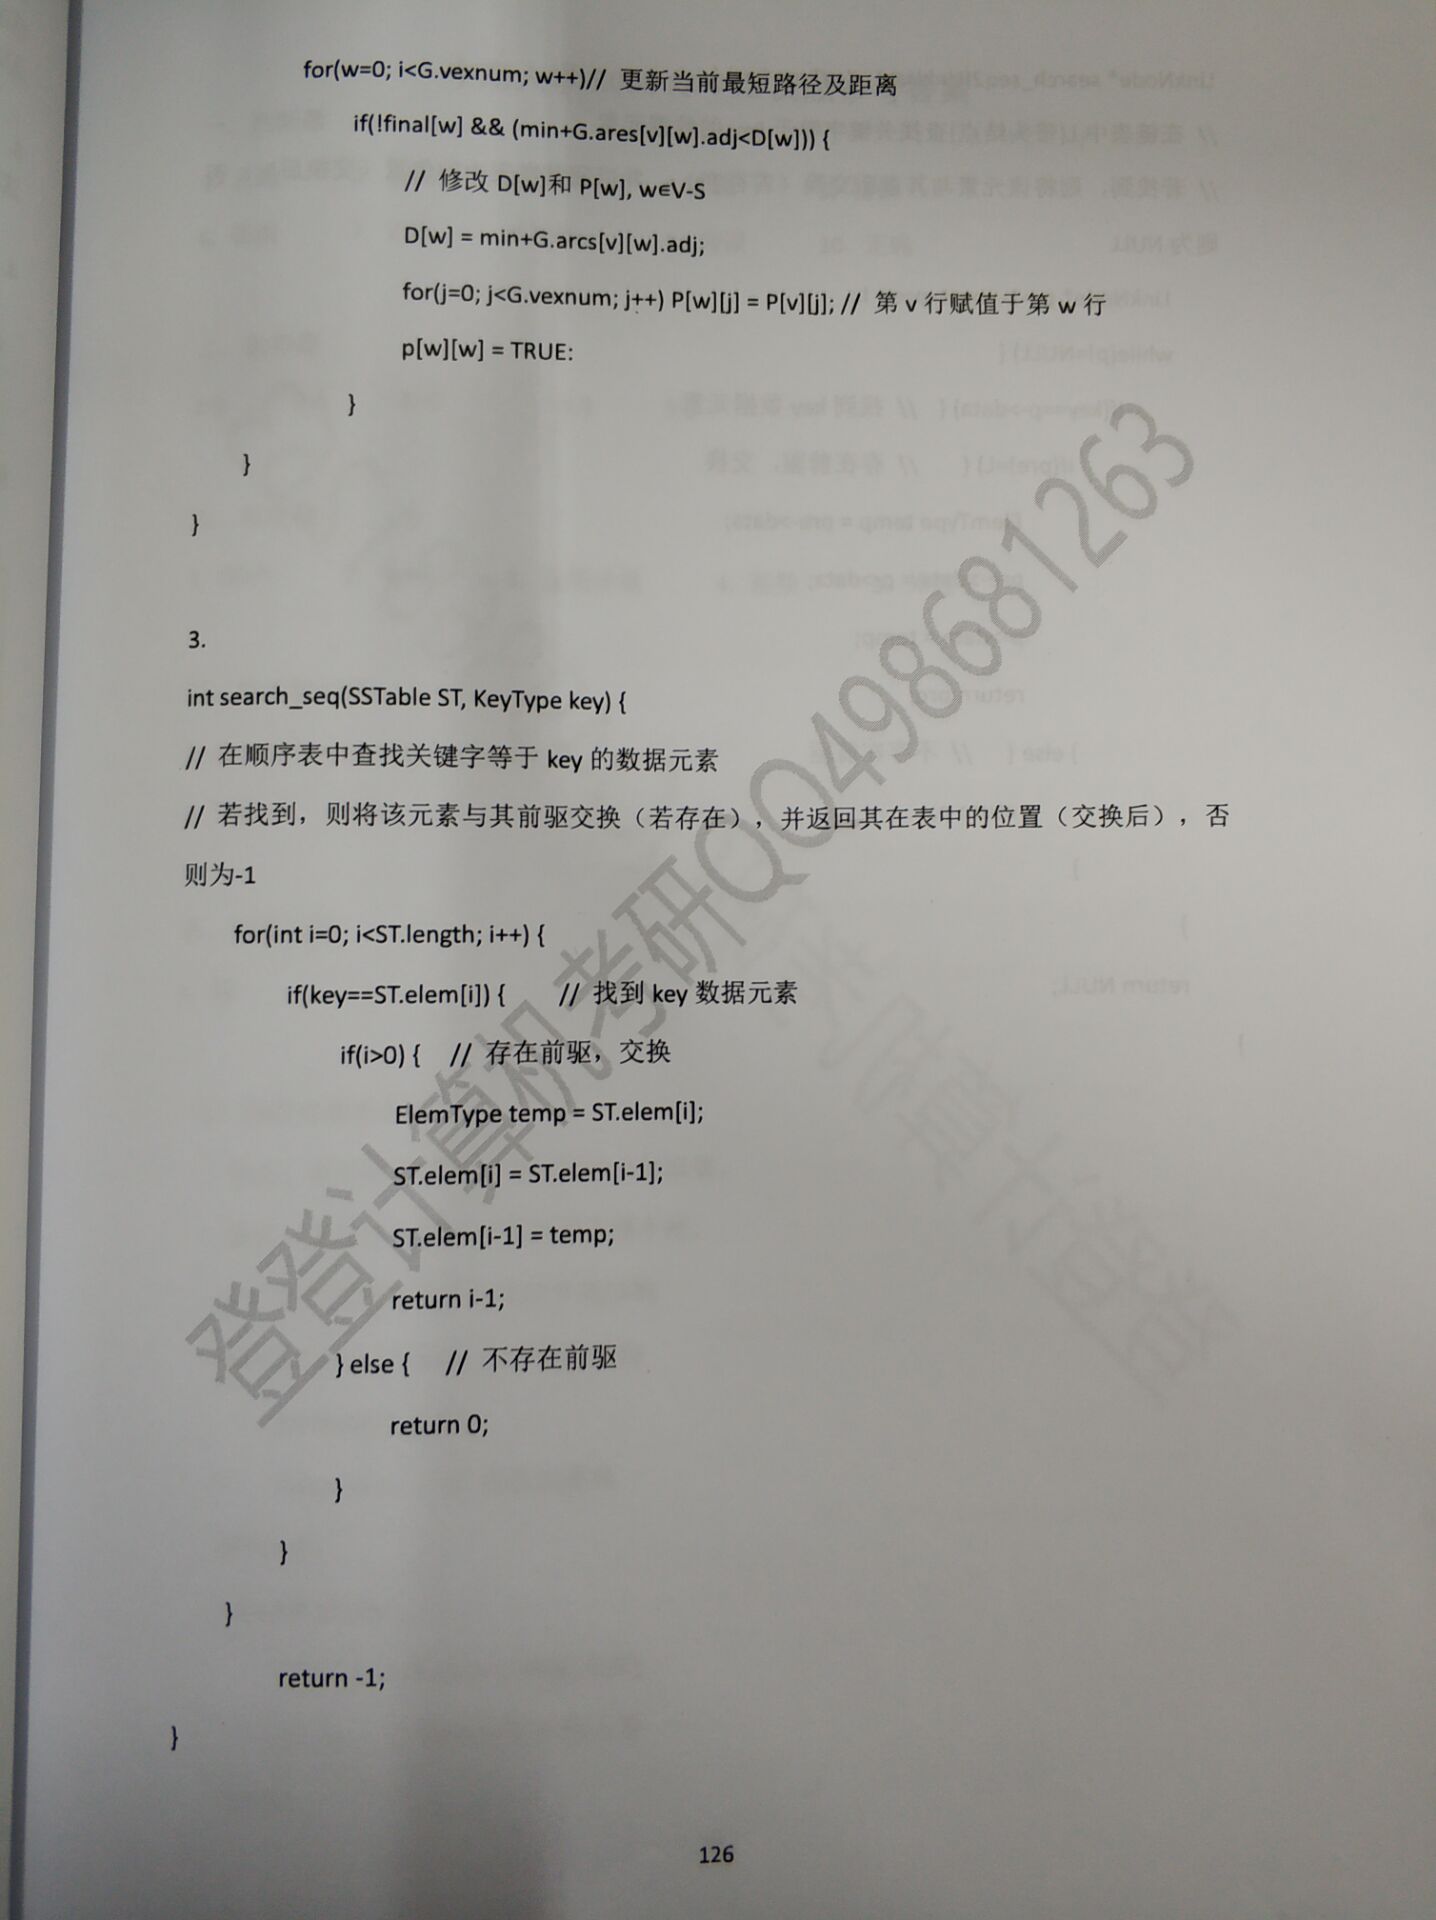 for(w=0; i<G.vexnum; w++)// 更新当前最短路径及距离
if(!final[w] && (min+G.ares[v][w].adj<D[w])) {
// 修改 D[w]和 P[w], w∈V-S
D[w] = min+G.arcs[v][w].adj;
for(j=0; j<G.vexnum; j++) P[w][j] = P[v][j]; // 第 v 行赋值于第 w 行
p[w][w] = TRUE:
}
}
}
3.
int search_seq(SSTable ST, KeyType key) {
// 在顺序表中查找关键字等于 key 的数据元素
// 若找到，则将该元素与其前驱交换（若存在），并返回其在表中的位置（交换后），否
则为-1
for(int i=0; i<ST.length; i++) {
if(key==ST.elem[i]) { // 找到 key 数据元素
if(i>0) { // 存在前驱，交换
ElemType temp = ST.elem[i];
ST.elem[i] = ST.elem[i-1];
ST.elem[i-1] = temp;
return i-1;
} else { // 不存在前驱
return 0;
}
}
}
return -1;
}
登登计算机考研QQ498681263
126